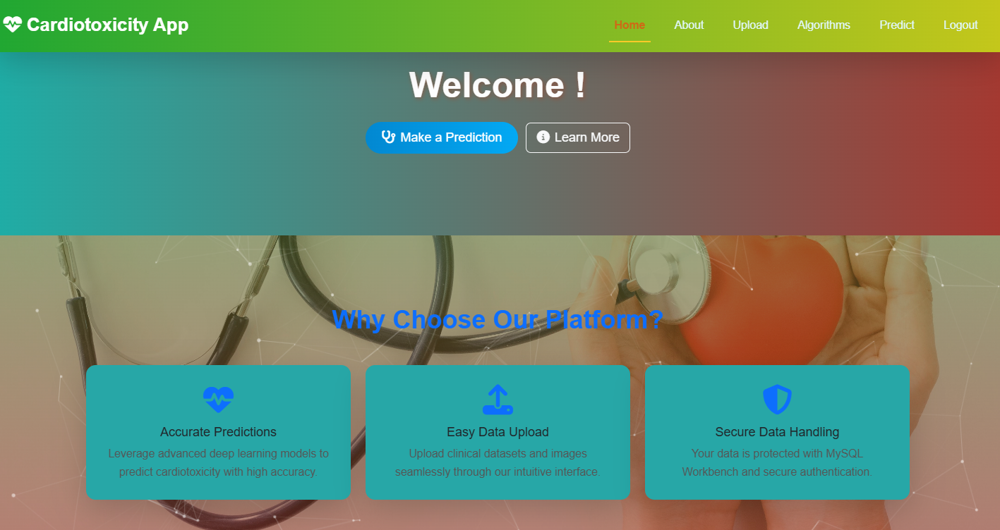 Cardiotoxicity App
Home About Upload Algorithms Predict Logout
Welcome !
Make a Prediction Learn More
Why Choose Our Platform?
Accurate Predictions
Leverage advanced deep learning models to
predict cardiotoxicity with high accuracy.
Easy Data Upload
Upload clinical datasets and images
seamlessly through our intuitive interface.
Secure Data Handling
Your data is protected with MySQL
Workbench and secure authentication.